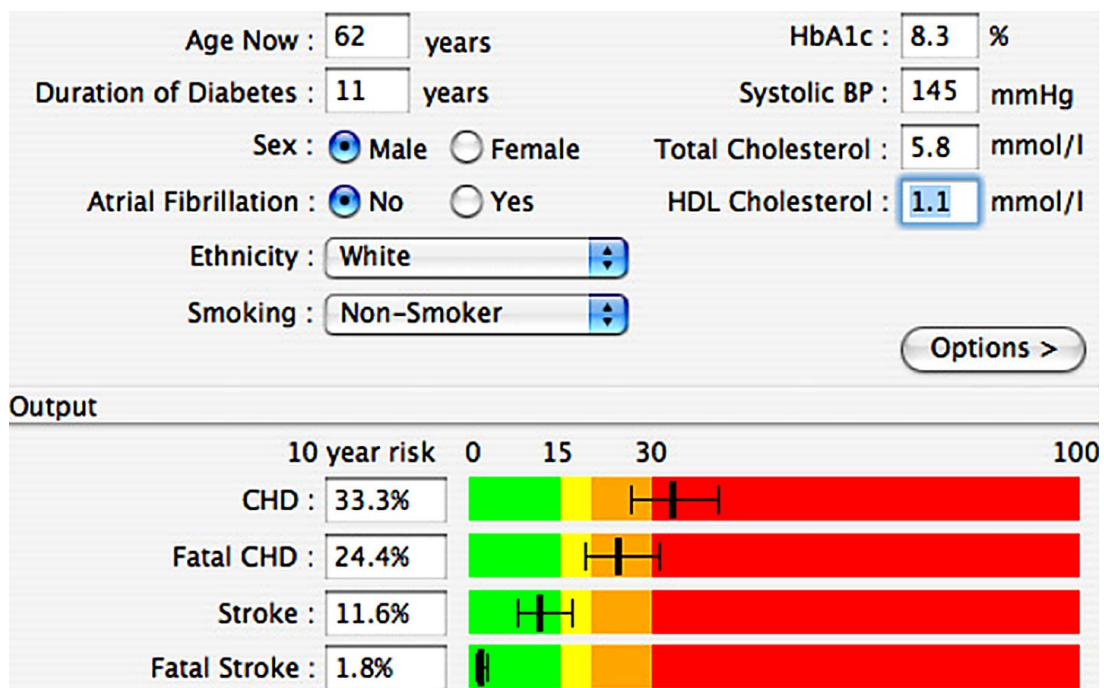 Age Now : 62 years HbA1c : 8.3 %
Duration of Diabetes : 11 years Systolic BP : 145 mmHg
Sex : Male Female Total Cholesterol : 5.8 mmol/l
Atrial Fibrillation : No Yes HDL Cholesterol : 1.1 mmol/l
Ethnicity : White
Smoking : Non-Smoker
Options >
Output
10 year risk 0 15 30 100
CHD : 33.3%
Fatal CHD : 24.4%
Stroke : 11.6%
Fatal Stroke : 1.8%